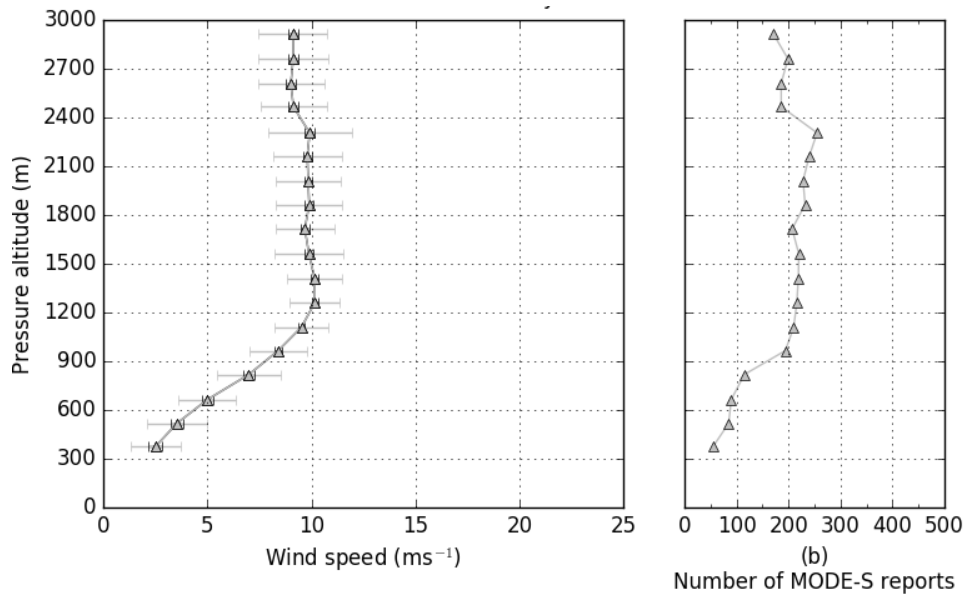 3000
2700
2400
2100
1800
1500
1200
900
600
300
0
Pressure altitude (m)
0 5 10 15 20 25
Wind speed (ms⁻¹)
0 100 200 300 400 500
(b)
Number of MODE-S reports